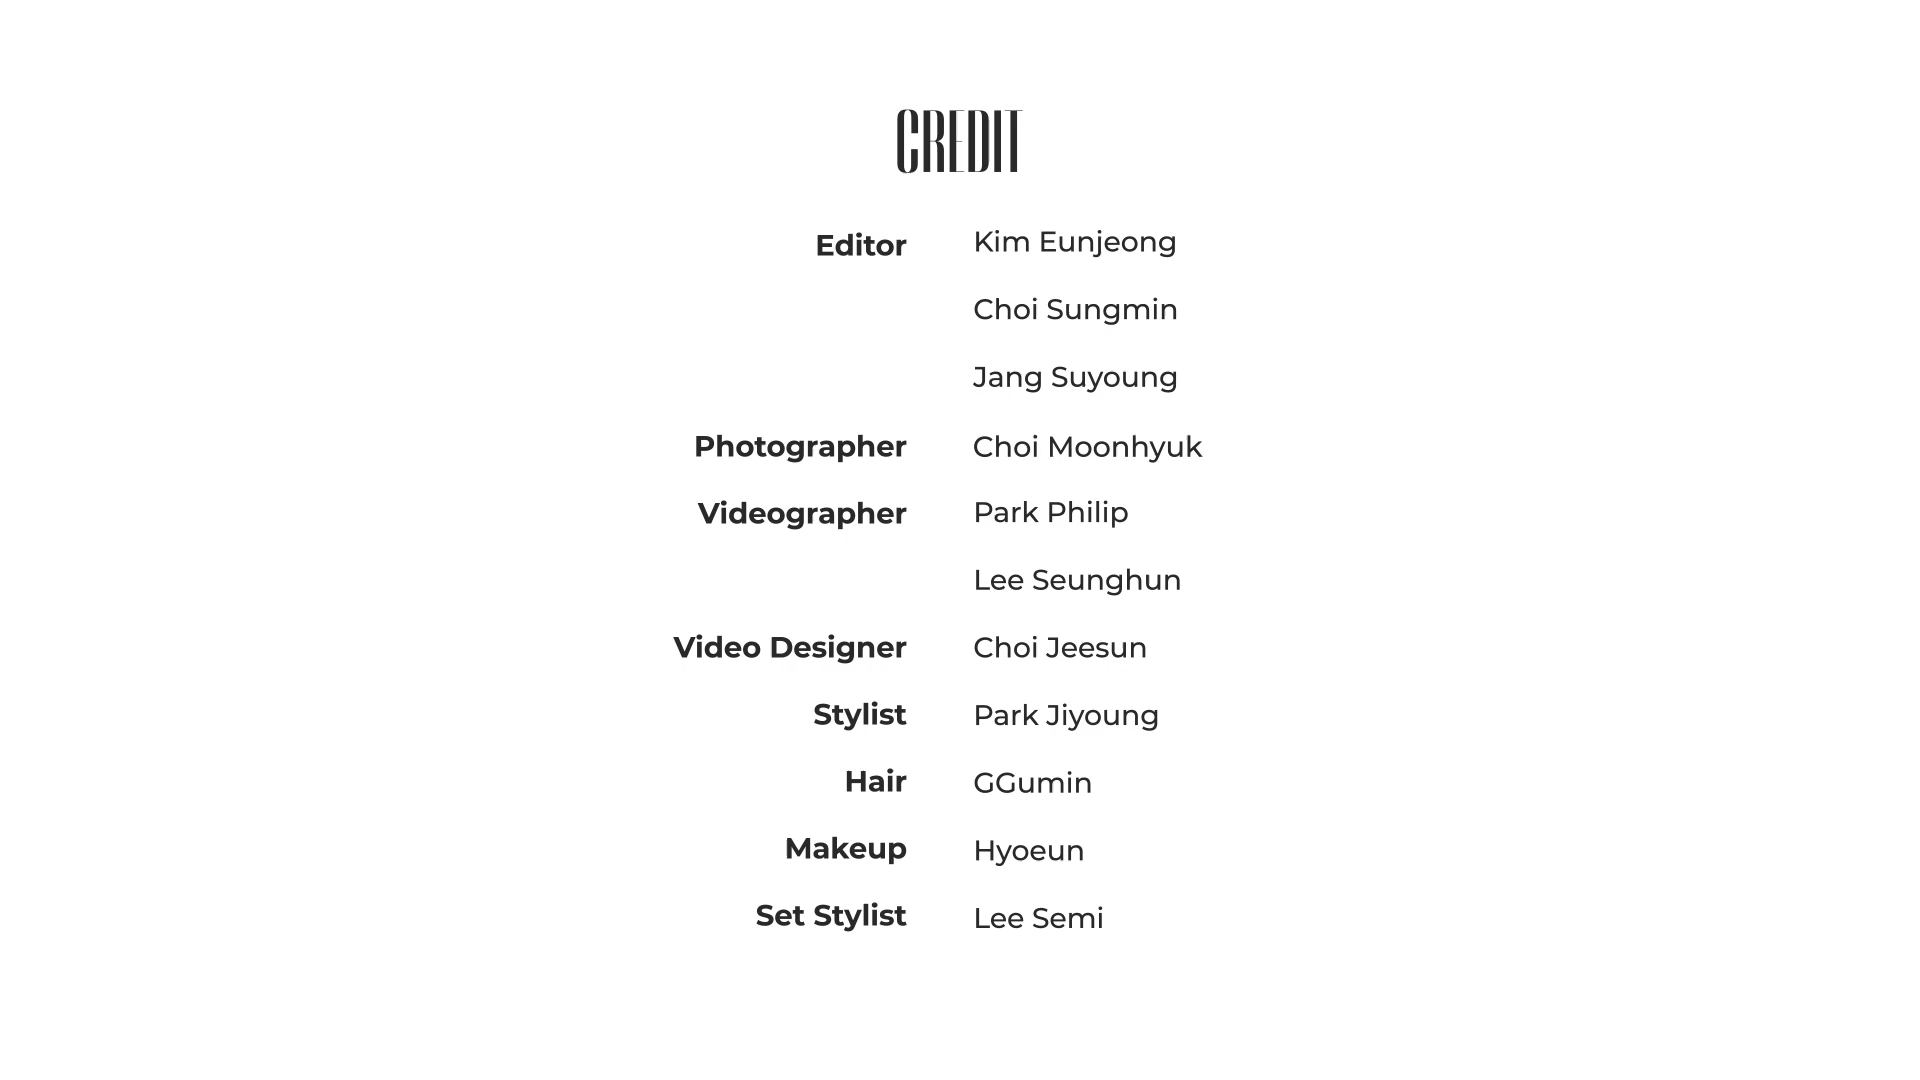 CREDIT
Editor Kim Eunjeong
Choi Sungmin
Jang Suyoung
Photographer Choi Moonhyuk
Videographer Park Philip
Lee Seunghun
Video Designer Choi Jeesun
Stylist Park Jiyoung
Hair GGumin
Makeup Hyoeun
Set Stylist Lee Semi